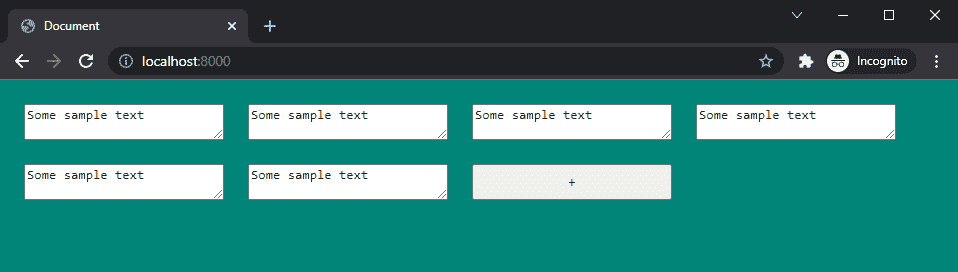 Document
localhost:8000
Incognito
Some sample text Some sample text Some sample text Some sample text
Some sample text Some sample text +